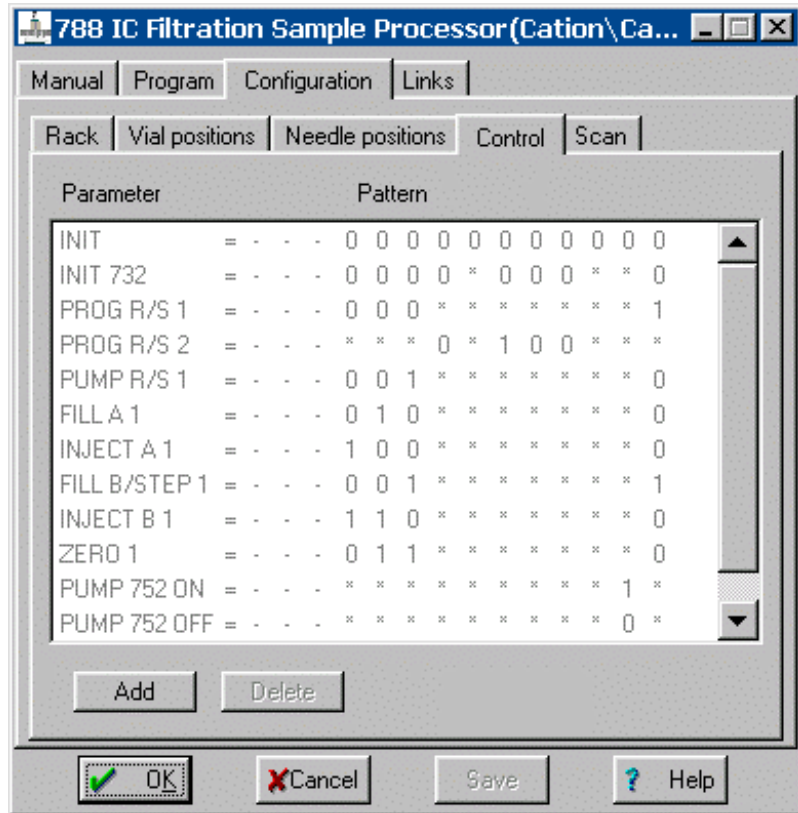 788 IC Filtration Sample Processor(Cation\Ca...
Manual Program Configuration Links
Rack Vial positions Needle positions Control Scan
Parameter Pattern
INIT = - - - 0 0 0 0 0 0 0 0 0 0 0
INIT 732 = - - - 0 0 0 0 * 0 0 0 * * 0
PROG R/S 1 = - - - 0 0 0 * * * * * * * 1
PROG R/S 2 = - - - * * * 0 * 1 0 0 * * *
PUMP R/S 1 = - - - 0 0 1 * * * * * * * 0
FILL A 1 = - - - 0 1 0 * * * * * * * 0
INJECT A 1 = - - - 1 0 0 * * * * * * * 0
FILL B/STEP 1 = - - - 0 0 1 * * * * * * * 1
INJECT B 1 = - - - 1 1 0 * * * * * * * 0
ZERO 1 = - - - 0 1 1 * * * * * * * 0
PUMP 752 ON = - - - * * * * * * * * * 1 *
PUMP 752 OFF = - - - * * * * * * * * * 0 *
Add Delete
OK Cancel Save ? Help